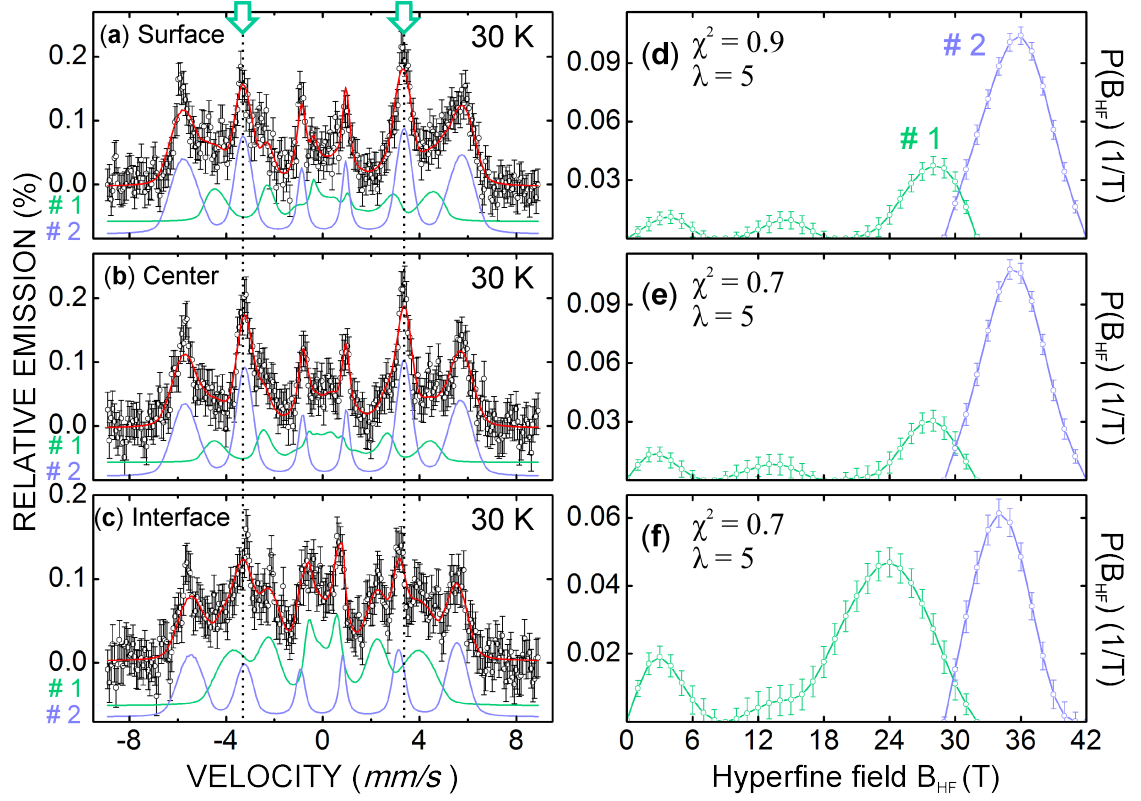 RELATIVE EMISSION (%)
(a) Surface
30 K
0.2
0.1
0.0
# 1
# 2
(b) Center
30 K
0.2
0.1
0.0
# 1
# 2
(c) Interface
30 K
0.2
0.1
0.0
# 1
# 2
-8 -4 0 4 8
VELOCITY (mm/s)
(d) χ² = 0.9
λ = 5
# 1
# 2
0.09
0.06
0.03
P(B_HF) (1/T)
(e) χ² = 0.7
λ = 5
0.09
0.06
0.03
P(B_HF) (1/T)
(f) χ² = 0.7
λ = 5
0.06
0.04
0.02
P(B_HF) (1/T)
0 6 12 18 24 30 36 42
Hyperfine field B_HF (T)